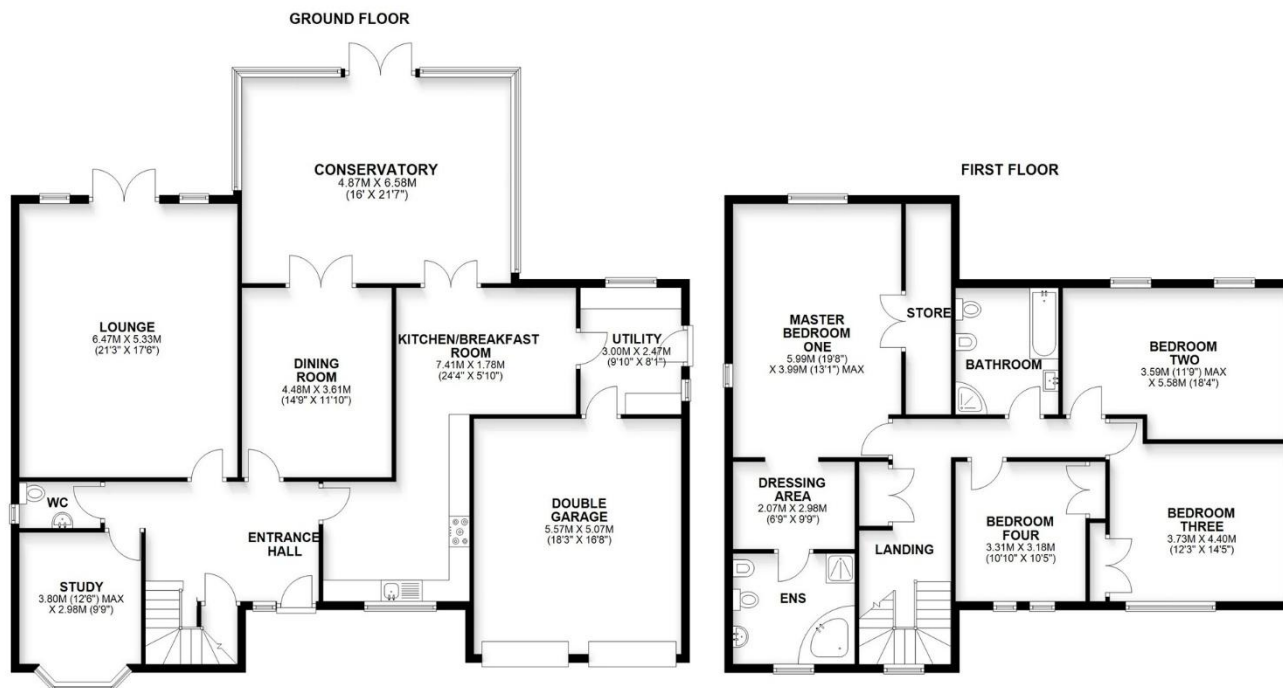 GROUND FLOOR
CONSERVATORY
4.87M X 6.58M
(16' X 21'7")
LOUNGE
6.47M X 5.33M
(21'3" X 17'6")
DINING
ROOM
4.48M X 3.61M
(14'9" X 11'10")
KITCHEN/BREAKFAST
ROOM
7.41M X 1.78M
(24'4" X 5'10")
UTILITY
3.00M X 2.47M
(9'10" X 8'1")
WC
ENTRANCE
HALL
DOUBLE
GARAGE
5.57M X 5.07M
(18'3" X 16'8")
STUDY
3.80M (12'6") MAX
X 2.98M (9'9")
FIRST FLOOR
MASTER
BEDROOM
ONE
5.99M (19'8")
X 3.99M (13'1") MAX
STORE
BATHROOM
BEDROOM
TWO
3.59M (11'9") MAX
X 5.58M (18'4")
DRESSING
AREA
2.07M X 2.98M
(6'9" X 9'9")
LANDING
BEDROOM
FOUR
3.31M X 3.18M
(10'10" X 10'5")
BEDROOM
THREE
3.73M X 4.40M
(12'3" X 14'5")
ENS